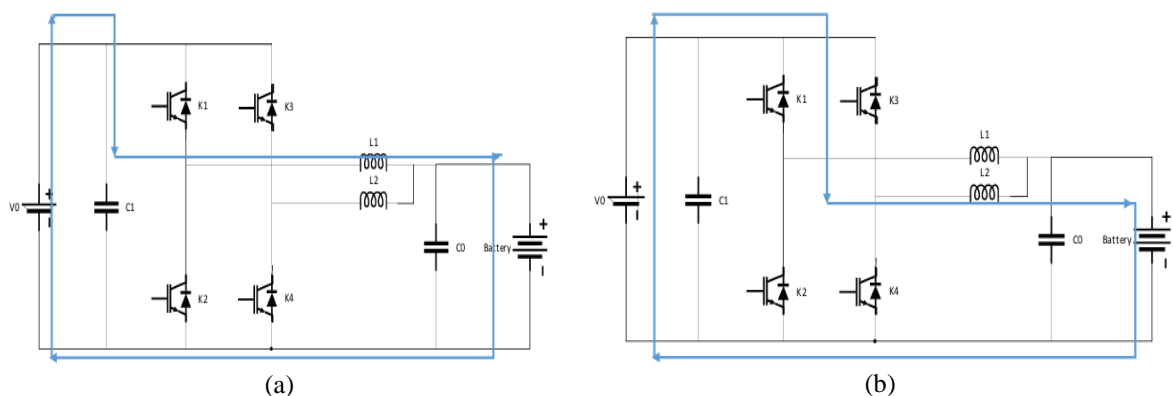 K1
K3
L1
L2
V0
+
−
C1
+
C0
Battery
−
K2
K4
(a)
K1
K3
L1
L2
V0
+
−
C1
+
C0
Battery
−
K2
K4
(b)